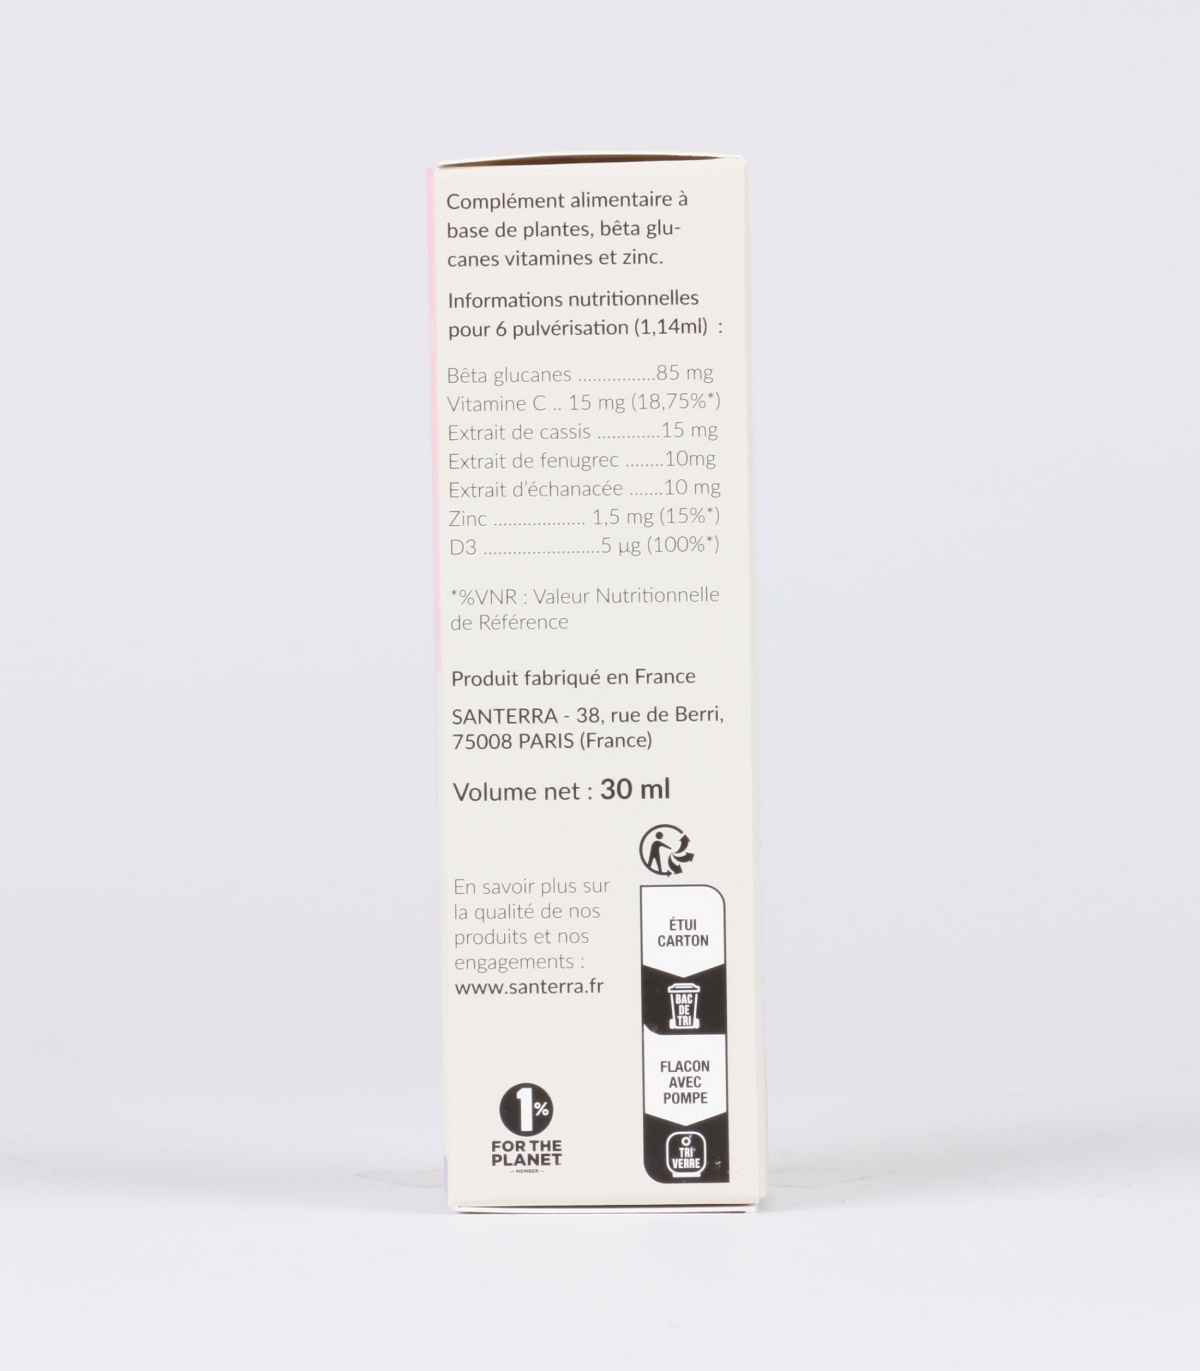 Complément alimentaire à
base de plantes, bêta glu-
canes vitamines et zinc.
Informations nutritionnelles
pour 6 pulvérisation (1,14ml) :
Bêta glucanes ................85 mg
Vitamine C .. 15 mg (18,75%*)
Extrait de cassis .............15 mg
Extrait de fenugrec ........10mg
Extrait d'échanacée .......10 mg
Zinc ................... 1,5 mg (15%*)
D3 ........................5 µg (100%*)
*%VNR : Valeur Nutritionnelle
de Référence
Produit fabriqué en France
SANTERRA - 38, rue de Berri,
75008 PARIS (France)
Volume net : 30 ml
En savoir plus sur
la qualité de nos
produits et nos
engagements :
www.santerra.fr
ÉTUI
CARTON
BAC
DE
TRI
FLACON
AVEC
POMPE
TRI
VERRE
1%
FOR THE
PLANET
MEMBER